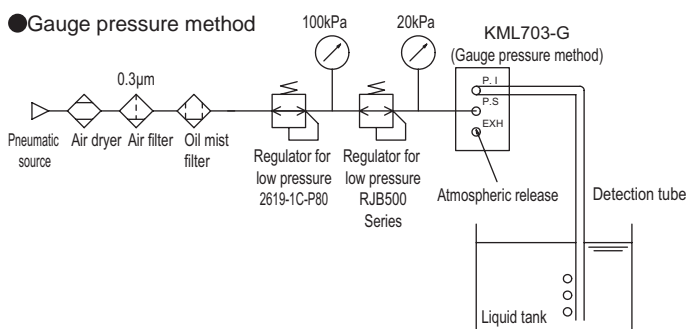 ●Gauge pressure method
100kPa
20kPa
KML703-G
(Gauge pressure method)
0.3μm
P. I
P.S
EXH
Pneumatic
source
Air dryer
Air filter
Oil mist
filter
Regulator for
low pressure
2619-1C-P80
Regulator for
low pressure
RJB500
Series
Atmospheric release
Detection tube
Liquid tank